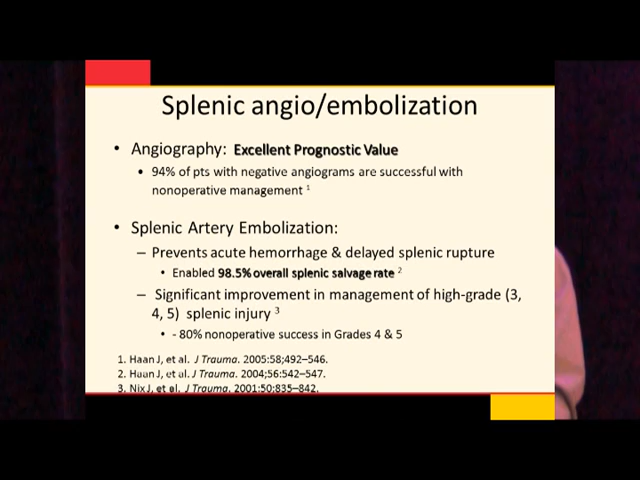 Splenic angio/embolization
• Angiography: Excellent Prognostic Value
• 94% of pts with negative angiograms are successful with
nonoperative management 1
• Splenic Artery Embolization:
– Prevents acute hemorrhage & delayed splenic rupture
• Enabled 98.5% overall splenic salvage rate 2
– Significant improvement in management of high-grade (3,
4, 5) splenic injury 3
• - 80% nonoperative success in Grades 4 & 5
1. Haan J, et al. J Trauma. 2005:58;492–546.
2. Haan J, et al. J Trauma. 2004;56:542–547.
3. Nix J, et al. J Trauma. 2001:50:835–842.